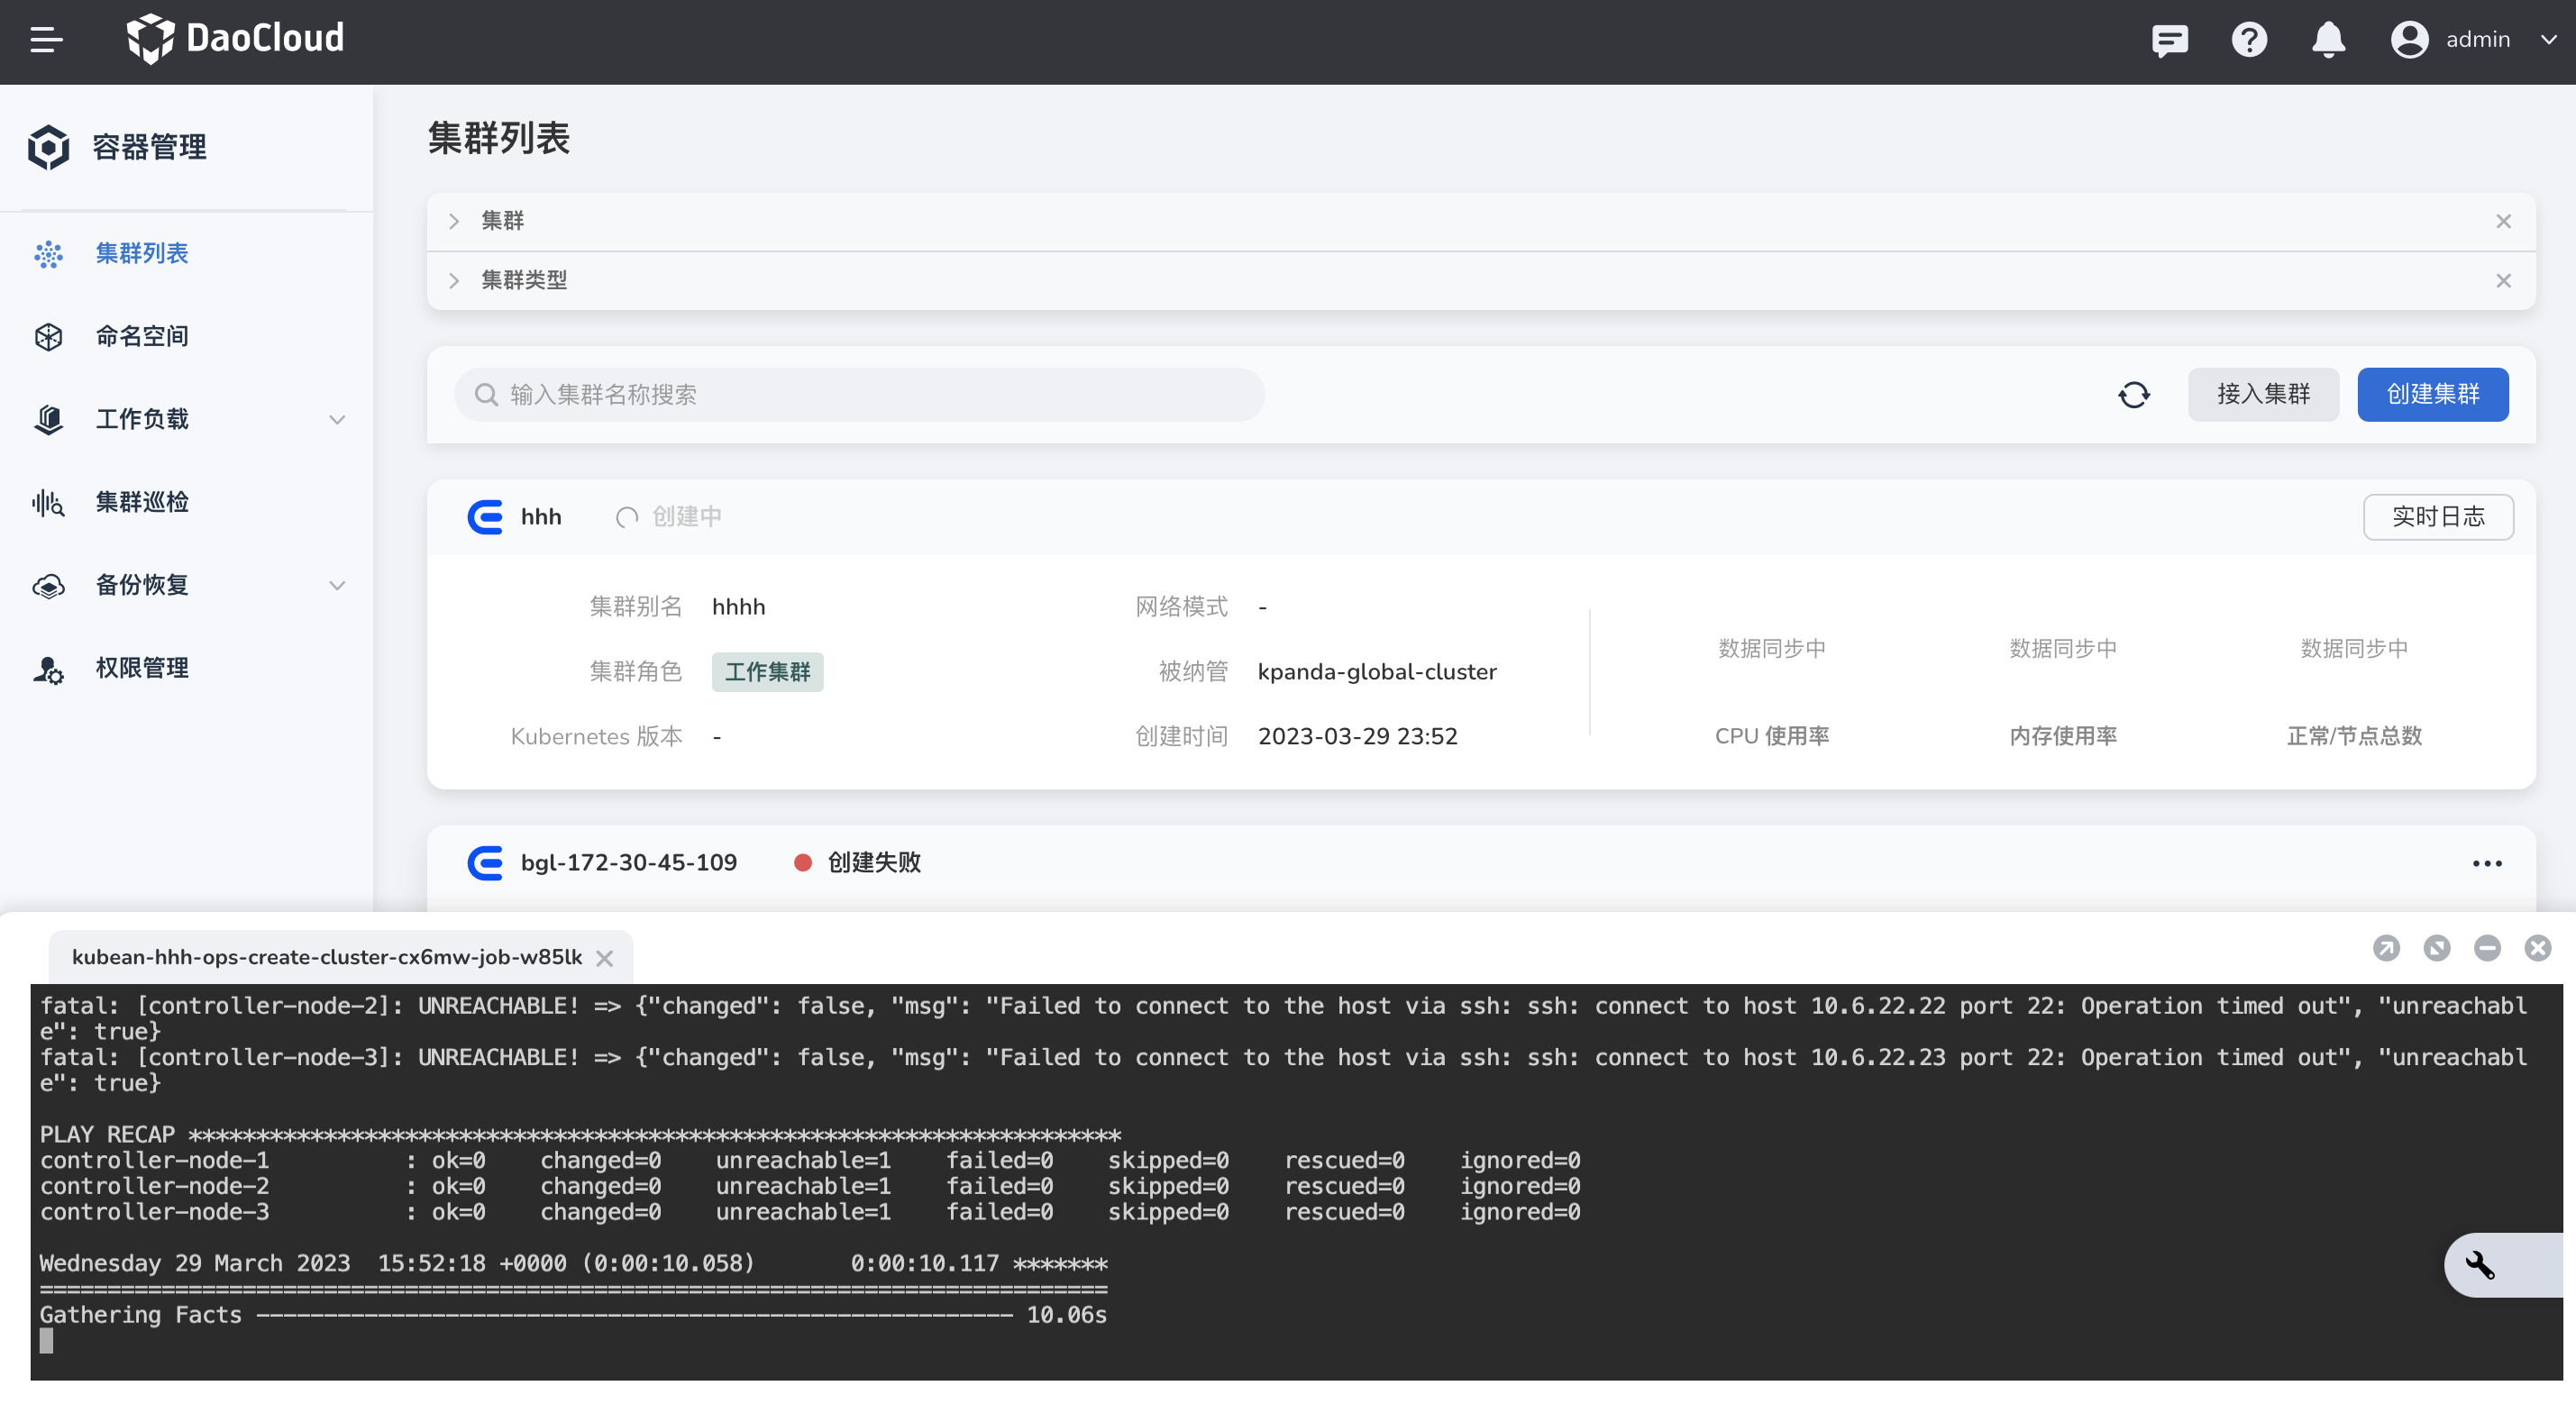 DaoCloud
admin
容器管理
集群列表
命名空间
工作负载
集群巡检
备份恢复
权限管理
集群列表
集群
集群类型
输入集群名称搜索
接入集群
创建集群
hhh
创建中
实时日志
集群别名 hhhh
网络模式 -
集群角色 工作集群
被纳管 kpanda-global-cluster
Kubernetes 版本 -
创建时间 2023-03-29 23:52
数据同步中 数据同步中 数据同步中
CPU 使用率 内存使用率 正常/节点总数
bgl-172-30-45-109
创建失败
kubean-hhh-ops-create-cluster-cx6mw-job-w85lk
fatal: [controller-node-2]: UNREACHABLE! => {"changed": false, "msg": "Failed to connect to the host via ssh: ssh: connect to host 10.6.22.22 port 22: Operation timed out", "unreachabl
e": true}
fatal: [controller-node-3]: UNREACHABLE! => {"changed": false, "msg": "Failed to connect to the host via ssh: ssh: connect to host 10.6.22.23 port 22: Operation timed out", "unreachabl
e": true}
PLAY RECAP *********************************************************************
controller-node-1          : ok=0    changed=0    unreachable=1    failed=0    skipped=0    rescued=0    ignored=0
controller-node-2          : ok=0    changed=0    unreachable=1    failed=0    skipped=0    rescued=0    ignored=0
controller-node-3          : ok=0    changed=0    unreachable=1    failed=0    skipped=0    rescued=0    ignored=0
Wednesday 29 March 2023  15:52:18 +0000 (0:00:10.058)       0:00:10.117 *******
===============================================================================
Gathering Facts -------------------------------------------------------- 10.06s